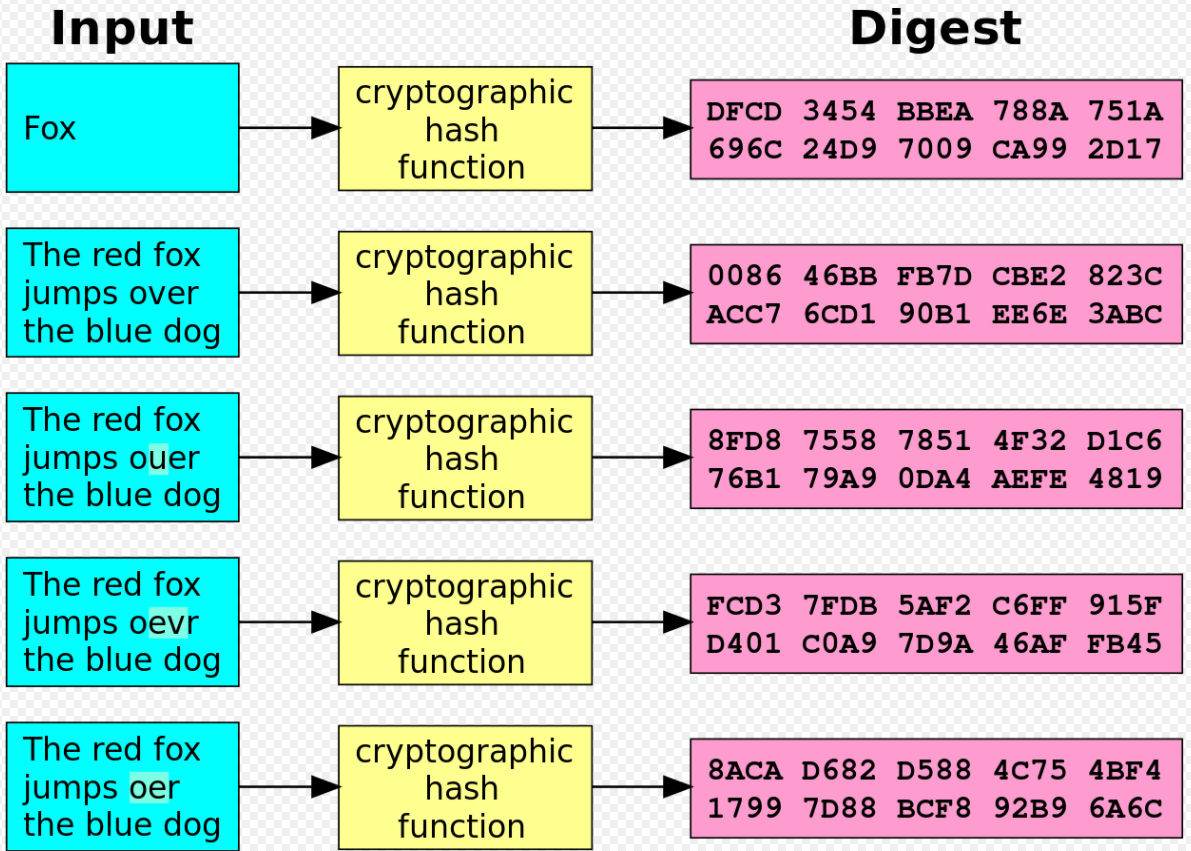 Input
Digest
Fox
cryptographic
hash
function
DFCD 3454 BBEA 788A 751A
696C 24D9 7009 CA99 2D17
The red fox
jumps over
the blue dog
cryptographic
hash
function
0086 46BB FB7D CBE2 823C
ACC7 6CD1 90B1 EE6E 3ABC
The red fox
jumps ouer
the blue dog
cryptographic
hash
function
8FD8 7558 7851 4F32 D1C6
76B1 79A9 0DA4 AEFE 4819
The red fox
jumps oevr
the blue dog
cryptographic
hash
function
FCD3 7FDB 5AF2 C6FF 915F
D401 C0A9 7D9A 46AF FB45
The red fox
jumps oer
the blue dog
cryptographic
hash
function
8ACA D682 D588 4C75 4BF4
1799 7D88 BCF8 92B9 6A6C